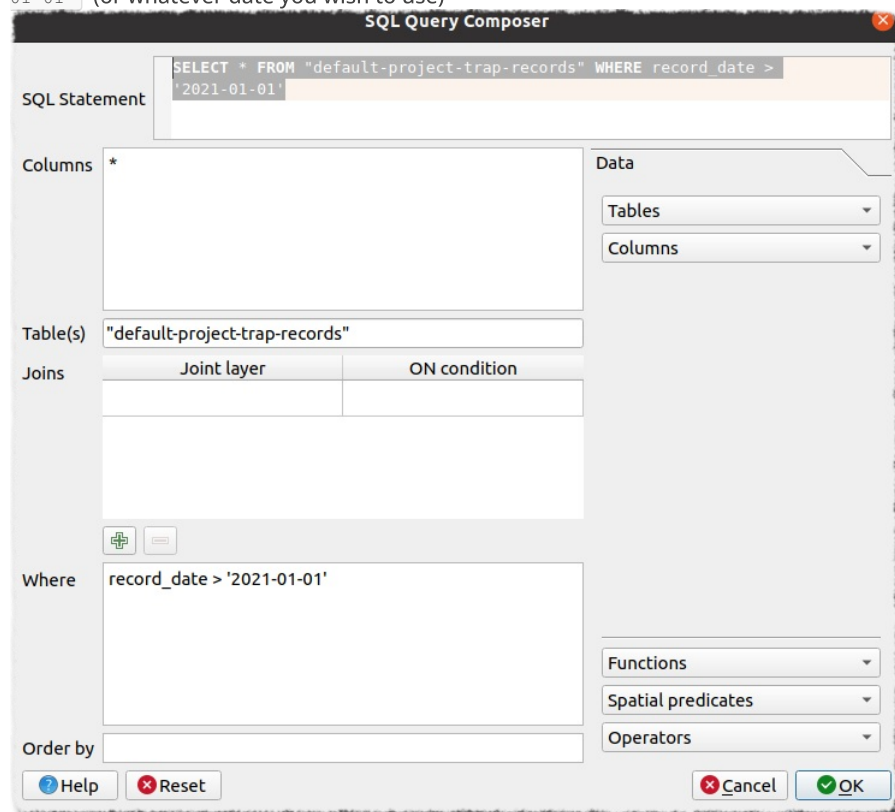 01-01 (or whatever date you wish to use)
SQL Query Composer
SQL Statement
SELECT * FROM "default-project-trap-records" WHERE record_date >
'2021-01-01'
Columns
*
Data
Tables
Columns
Table(s)
"default-project-trap-records"
Joins
Joint layer
ON condition
Where
record_date > '2021-01-01'
Functions
Spatial predicates
Operators
Order by
Help
Reset
Cancel
OK